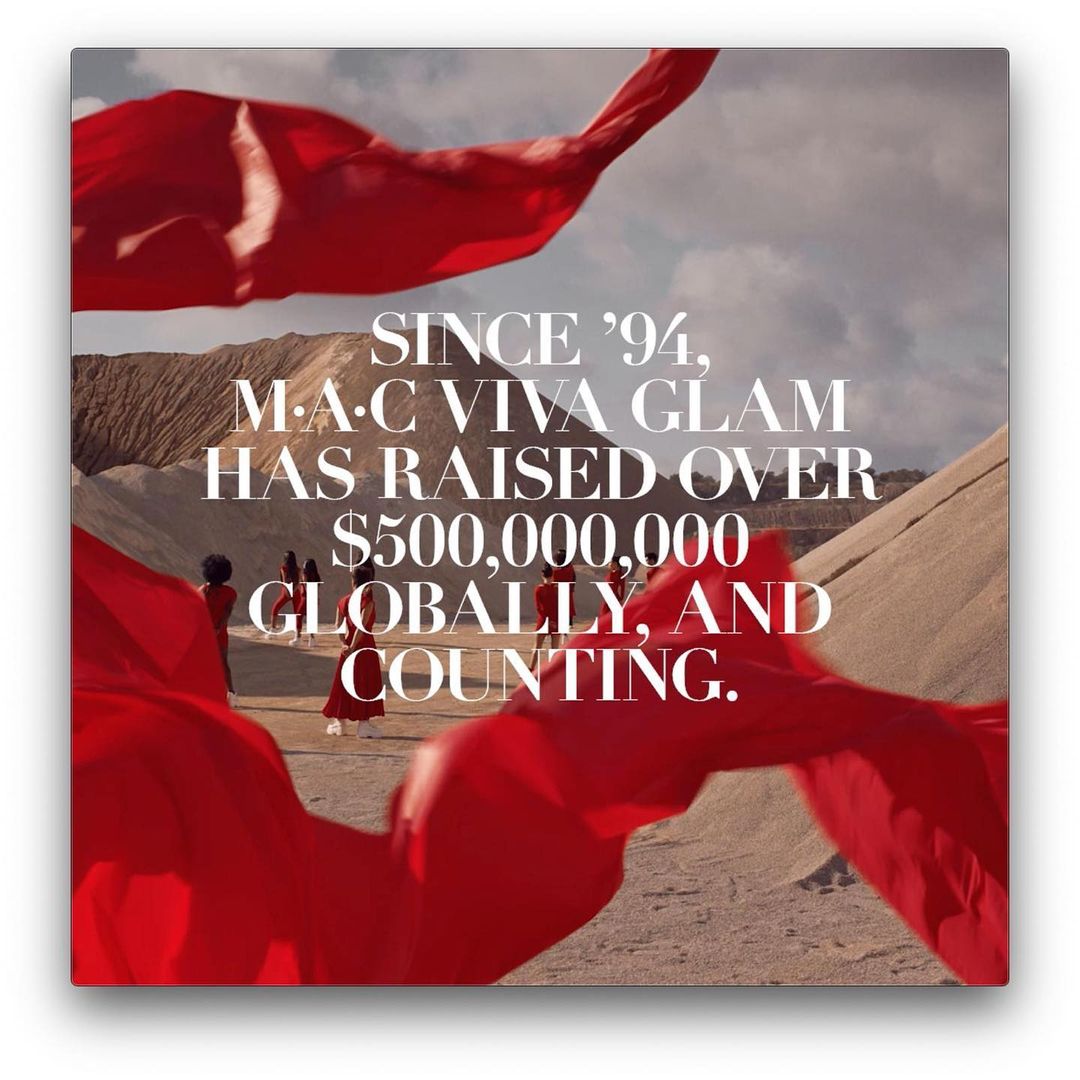 SINCE ’94,
M·A·C VIVA GLAM
HAS RAISED OVER
$500,000,000
GLOBALLY, AND
COUNTING.